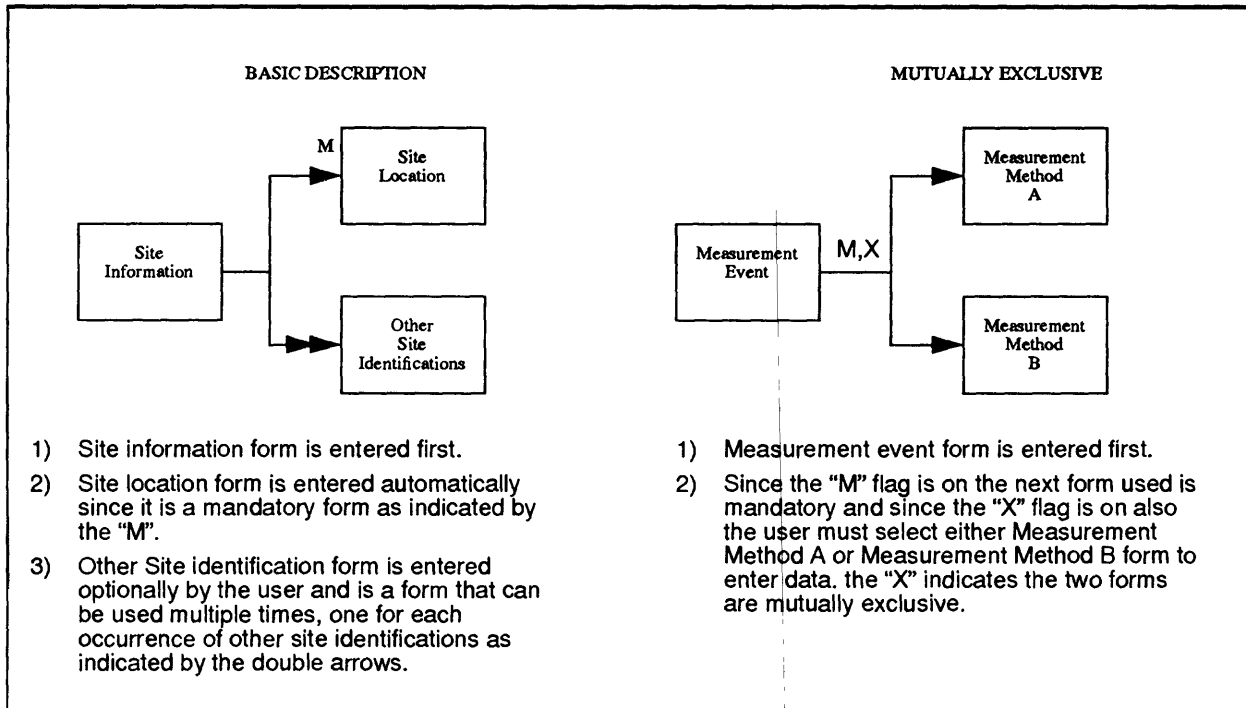 BASIC DESCRIPTION
M
Site
Location
Site
Information
Other
Site
Identifications
1) Site information form is entered first.
2) Site location form is entered automatically
since it is a mandatory form as indicated by
the “M”.
3) Other Site identification form is entered
optionally by the user and is a form that can
be used multiple times, one for each
occurrence of other site identifications as
indicated by the double arrows.
MUTUALLY EXCLUSIVE
Measurement
Method
A
Measurement
Event
M,X
Measurement
Method
B
1) Measurement event form is entered first.
2) Since the “M” flag is on the next form used is
mandatory and since the “X” flag is on also
the user must select either Measurement
Method A or Measurement Method B form to
enter data. the “X” indicates the two forms
are mutually exclusive.